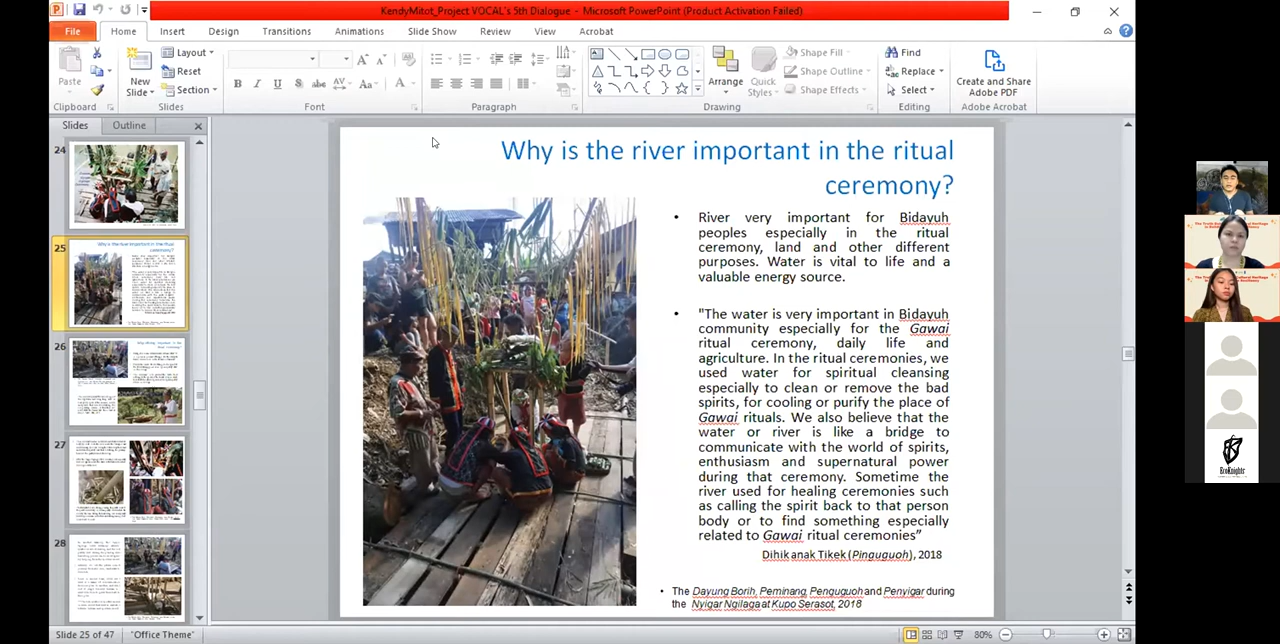 KendyMitot_Project VOCAL's 5th Dialogue - Microsoft PowerPoint (Product Activation Failed)
File Home Insert Design Transitions Animations Slide Show Review View Acrobat
Paste
New Slide
Layout
Reset
Section
Arrange
Quick Styles
Shape Fill
Shape Outline
Shape Effects
Find
Replace
Select
Create and Share Adobe PDF
Clipboard Slides Font Paragraph Drawing Editing Adobe Acrobat
Slides Outline
24
25
26
27
28
Why is the river important in the ritual
ceremony?
• River very important for Bidayuh
peoples especially in the ritual
ceremony, land and other different
purposes. Water is vital to life and a
valuable energy source.
• "The water is very important in Bidayuh
community especially for the Gawai
ritual ceremony, daily life and
agriculture. In the ritual ceremonies, we
used water for spiritual cleansing
especially to clean or remove the bad
spirits, for cooling or purify the place of
Gawai rituals. We also believe that the
water or river is like a bridge to
communicate with the world of spirits,
enthusiasm and supernatural power
during that ceremony. Sometime the
river used for healing ceremonies such
as calling the spirit back to that person
body or to find something especially
related to Gawai ritual ceremonies”
Dihik anak Tikek (Pinguguoh), 2018
• The Dayung Borih, Peminang Penguguoh and Penyigar during
the Nyigar Ngilaga at Kupo Serasot, 2018
EcoKnights
Slide 25 of 47 "Office Theme" 80%